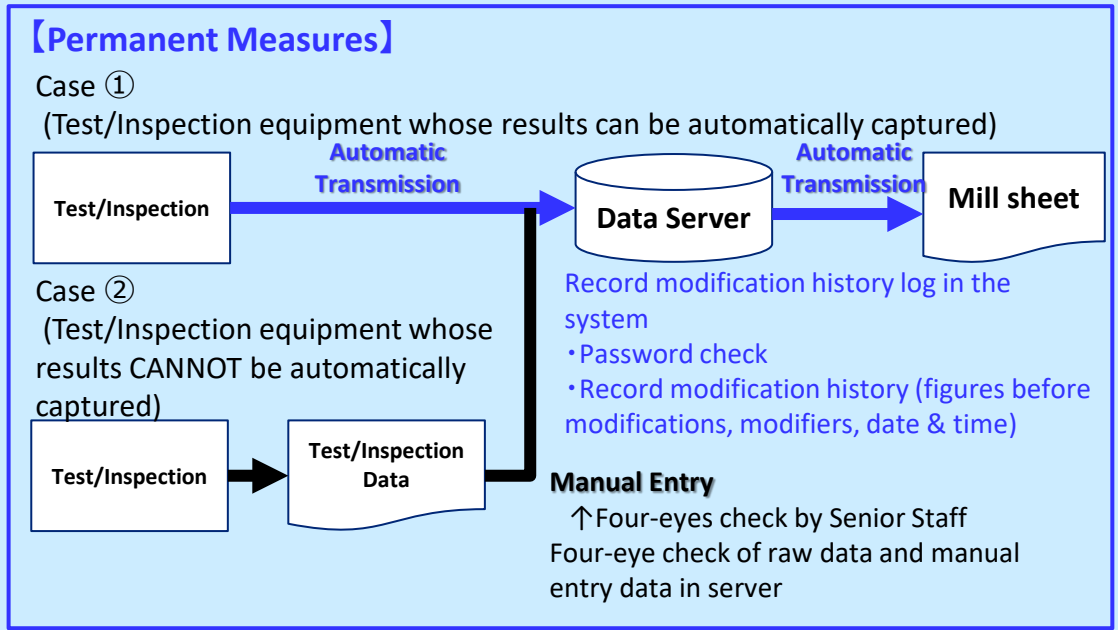 【Permanent Measures】
Case ①
(Test/Inspection equipment whose results can be automatically captured)
Automatic
Transmission
Automatic
Transmission
Test/Inspection
Data Server
Mill sheet
Record modification history log in the
system
・Password check
・Record modification history (figures before
modifications, modifiers, date & time)
Case ②
(Test/Inspection equipment whose
results CANNOT be automatically
captured)
Test/Inspection
Test/Inspection
Data
Manual Entry
↑Four-eyes check by Senior Staff
Four-eye check of raw data and manual
entry data in server